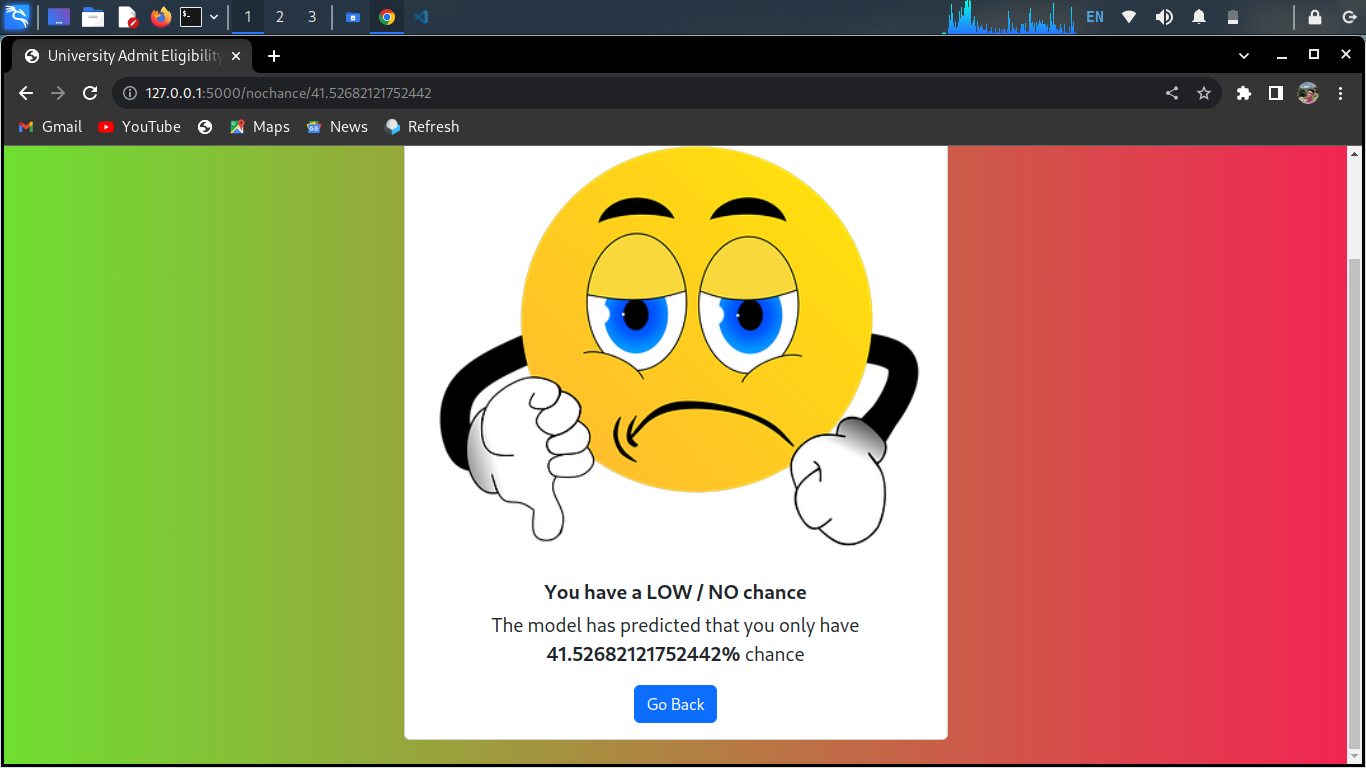 1 2 3 EN
University Admit Eligibility
127.0.0.1:5000/nochance/41.52682121752442
Gmail YouTube Maps News Refresh
You have a LOW / NO chance
The model has predicted that you only have
41.52682121752442% chance
Go Back